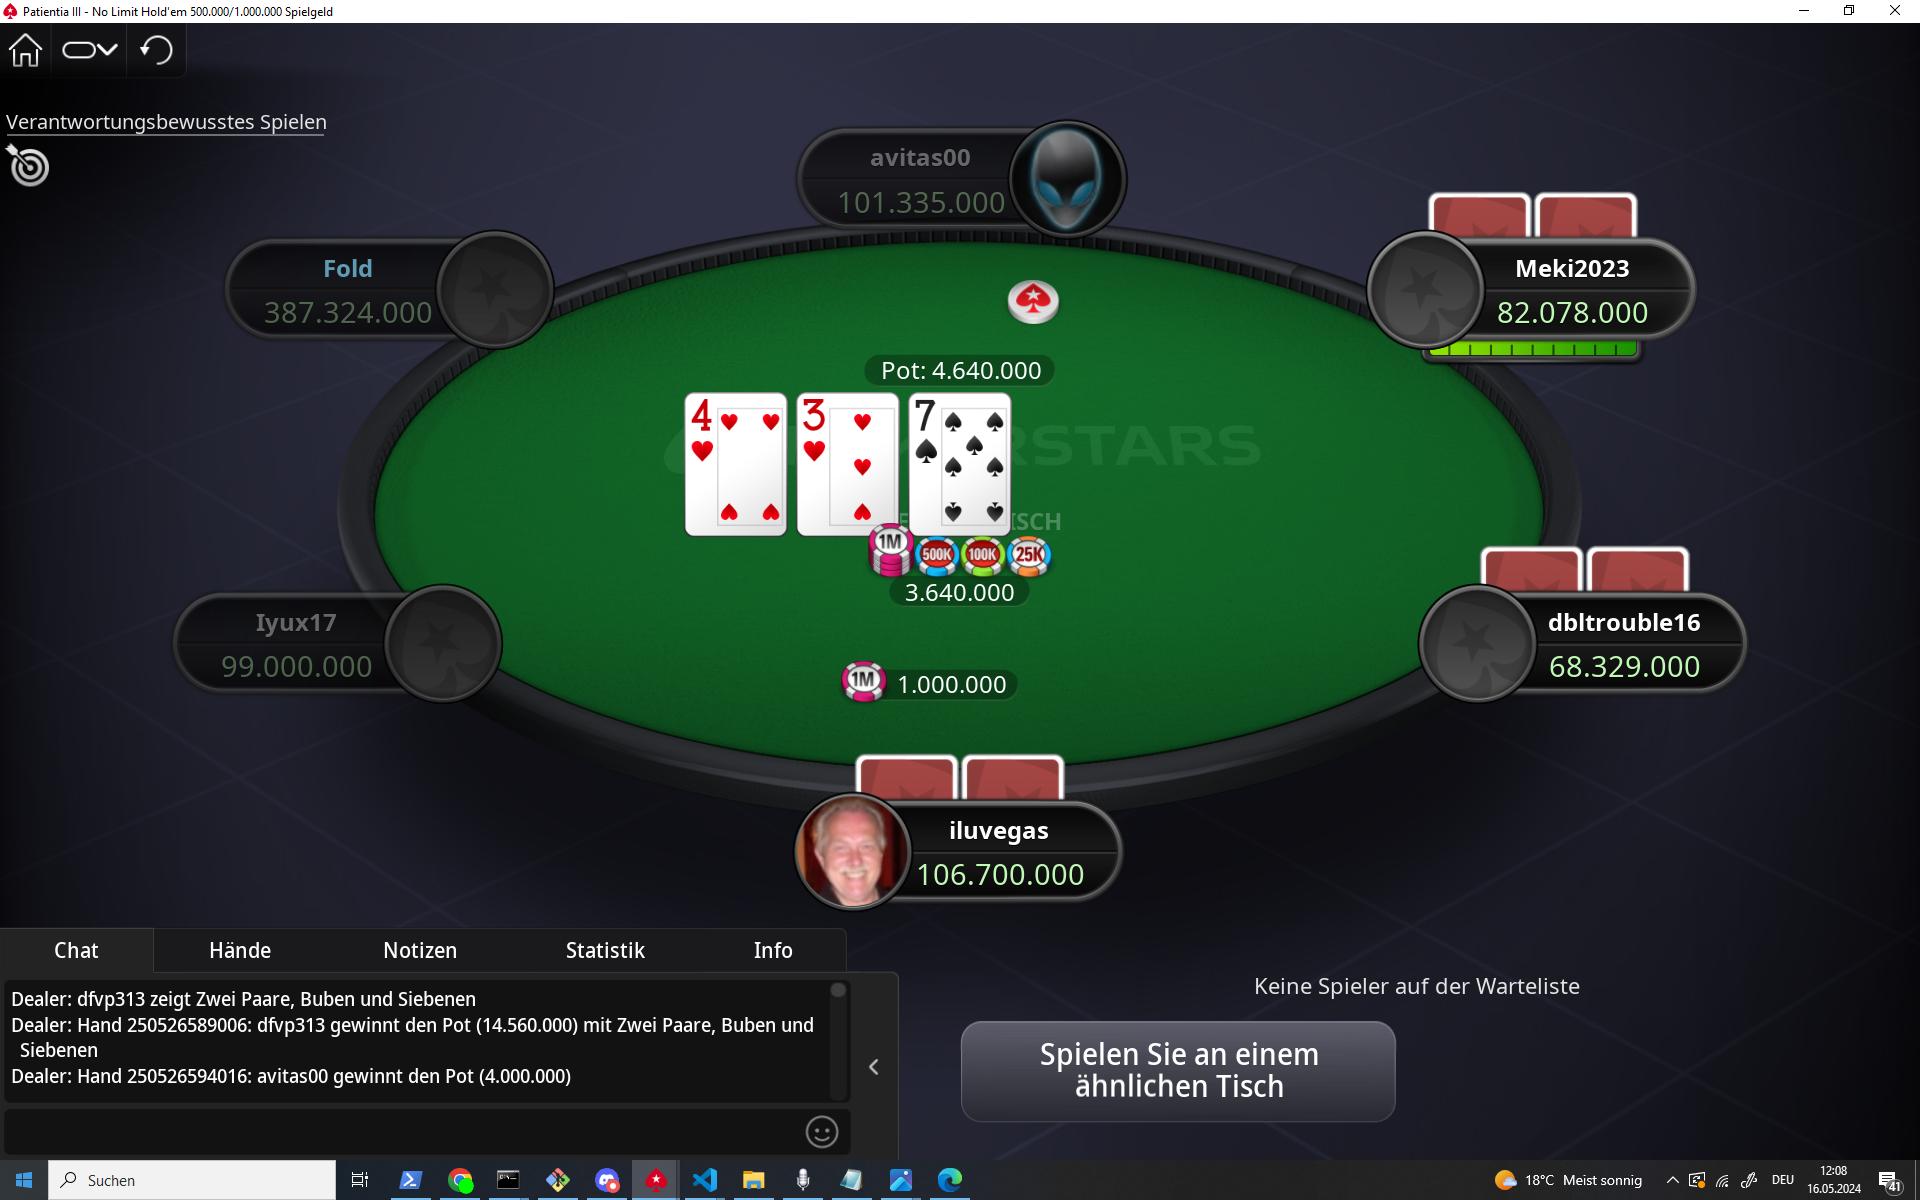 Patientia III - No Limit Hold'em 500.000/1.000.000 Spielgeld
Verantwortungsbewusstes Spielen
avitas00
101.335.000
Fold
387.324.000
Meki2023
82.078.000
Pot: 4.640.000
4
3
7
1M
500K
100K
25K
3.640.000
Iyux17
99.000.000
dbltrouble16
68.329.000
1M
1.000.000
iluvegas
106.700.000
Chat
Hände
Notizen
Statistik
Info
Dealer: dfvp313 zeigt Zwei Paare, Buben und Siebenen
Dealer: Hand 250526589006: dfvp313 gewinnt den Pot (14.560.000) mit Zwei Paare, Buben und
Siebenen
Dealer: Hand 250526594016: avitas00 gewinnt den Pot (4.000.000)
Keine Spieler auf der Warteliste
Spielen Sie an einem
ähnlichen Tisch
Suchen
18°C Meist sonnig
DEU
12:08
16.05.2024
41